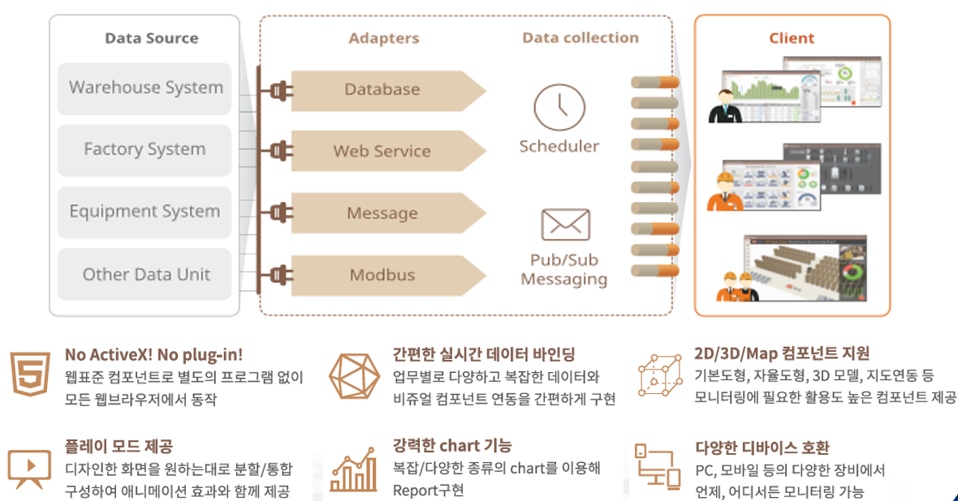 Data Source
Adapters
Data collection
Client
Warehouse System
Factory System
Equipment System
Other Data Unit
Database
Web Service
Message
Modbus
Scheduler
Pub/Sub
Messaging
No ActiveX! No plug-in!
웹표준 컴포넌트로 별도의 프로그램 없이
모든 웹브라우저에서 동작
간편한 실시간 데이터 바인딩
업무별로 다양하고 복잡한 데이터와
비쥬얼 컴포넌트 연동을 간편하게 구현
2D/3D/Map 컴포넌트 지원
기본도형, 자율도형, 3D 모델, 지도연동 등
모니터링에 필요한 활용도 높은 컴포넌트 제공
플레이 모드 제공
디자인한 화면을 원하는대로 분할/통합
구성하여 애니메이션 효과와 함께 제공
강력한 chart 기능
복잡/다양한 종류의 chart를 이용해
Report구현
다양한 디바이스 호환
PC, 모바일 등의 다양한 장비에서
언제, 어디서든 모니터링 가능